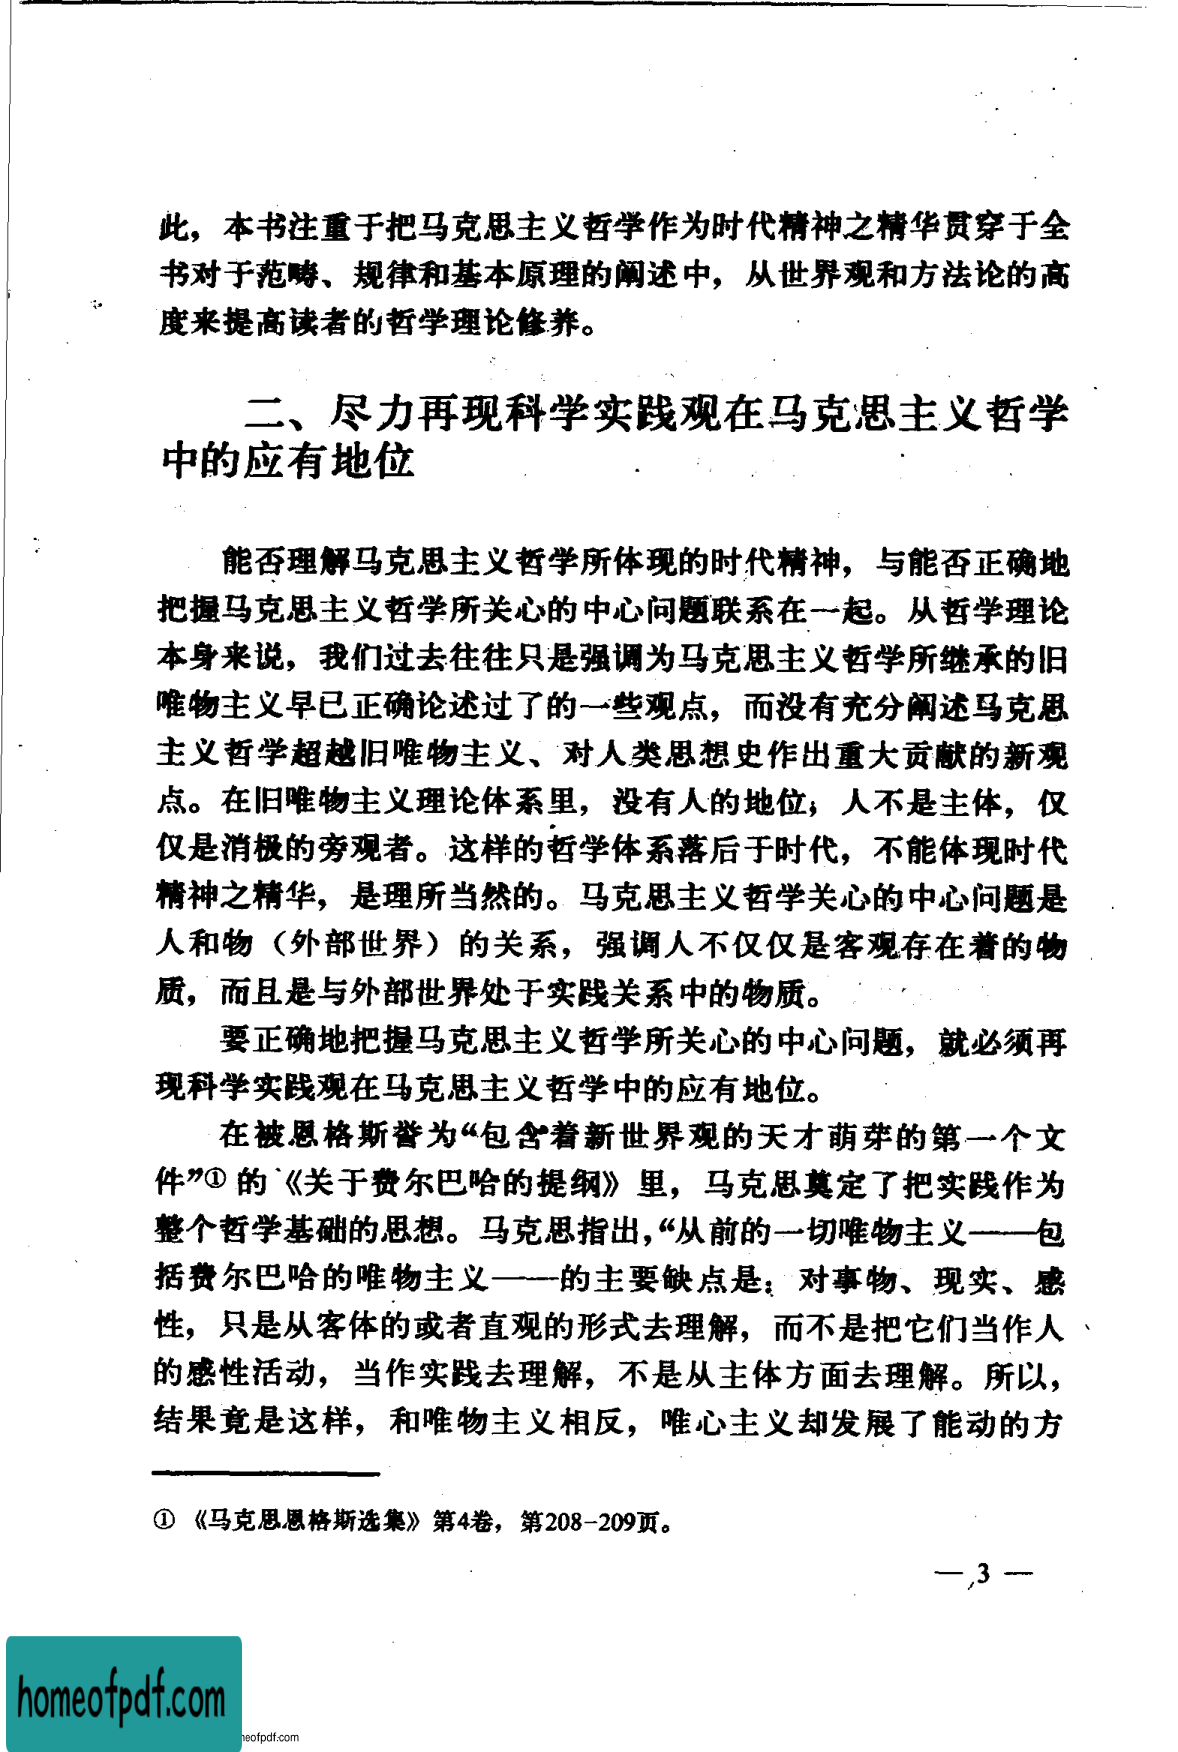 此，本书注重于把马克思主义哲学作为时代精神之精华贯穿于全
书对于范畴、规律和基本原理的阐述中，从世界观和方法论的高
度来提高读者的哲学理论修养。
二、尽力再现科学实践观在马克思主义哲学
中的应有地位
能否理解马克思主义哲学所体现的时代精神，与能否正确地
把握马克思主义哲学所关心的中心问题联系在一起。从哲学理论
本身来说，我们过去往往只是强调为马克思主义哲学所继承的旧
唯物主义早已正确论述过了的一些观点，而没有充分阐述马克思
主义哲学超越旧唯物主义、对人类思想史作出重大贡献的新观
点。在旧唯物主义理论体系里，没有人的地位；人不是主体，仅
仅是消极的旁观者。这样的哲学体系落后于时代，不能体现时代
精神之精华，是理所当然的。马克思主义哲学关心的中心问题是
人和物（外部世界）的关系，强调人不仅仅是客观存在着的物
质，而且是与外部世界处于实践关系中的物质。
要正确地把握马克思主义哲学所关心的中心问题，就必须再
现科学实践观在马克思主义哲学中的应有地位。
在被恩格斯誉为“包含着新世界观的天才萌芽的第一个文
件”①的《关于费尔巴哈的提纲》里，马克思奠定了把实践作为
整个哲学基础的思想。马克思指出，“从前的一切唯物主义——包
括费尔巴哈的唯物主义——的主要缺点是：对事物、现实、感
性，只是从客体的或者直观的形式去理解，而不是把它们当作人
的感性活动，当作实践去理解，不是从主体方面去理解。所以，
结果竟是这样，和唯物主义相反，唯心主义却发展了能动的方
①《马克思恩格斯选集》第4卷，第208-209页。
— 3 —
homeofpdf.com
neofpdf.com